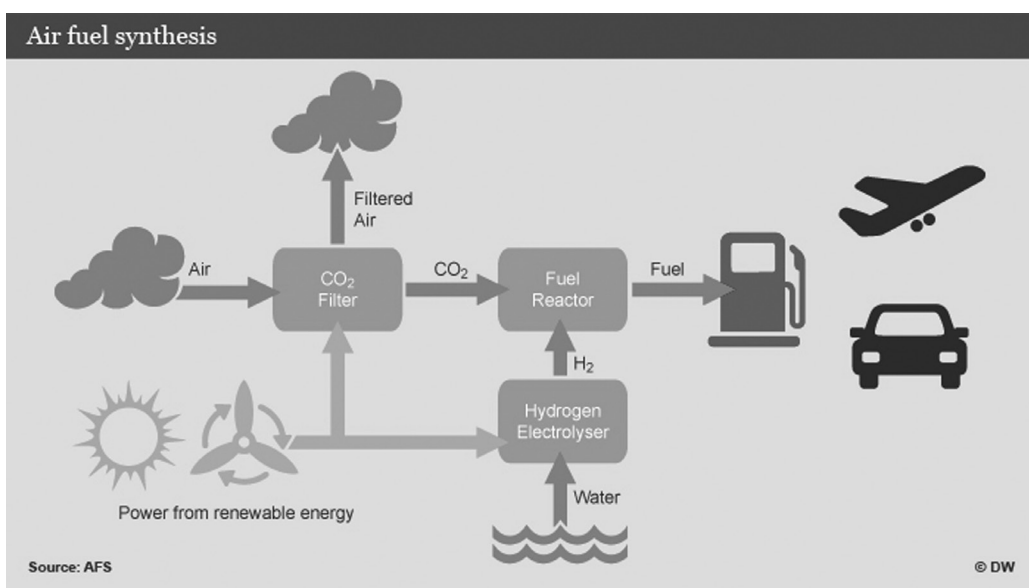 Air fuel synthesis
Filtered
Air
Air
CO₂
Filter
CO₂
Fuel
Reactor
Fuel
H₂
Hydrogen
Electrolyser
Water
Power from renewable energy
Source: AFS
© DW